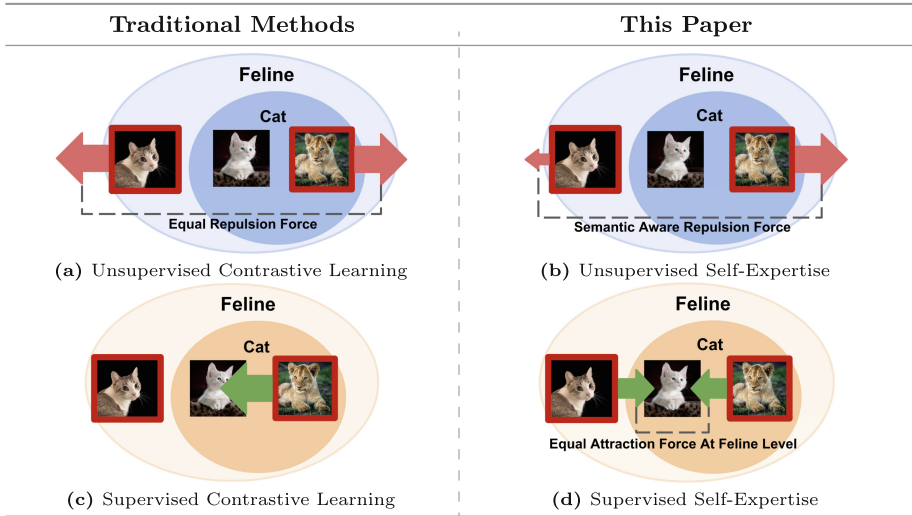 Traditional Methods
This Paper
Feline
Cat
Equal Repulsion Force
(a) Unsupervised Contrastive Learning
Feline
Cat
Semantic Aware Repulsion Force
(b) Unsupervised Self-Expertise
Feline
Cat
(c) Supervised Contrastive Learning
Feline
Cat
Equal Attraction Force At Feline Level
(d) Supervised Self-Expertise